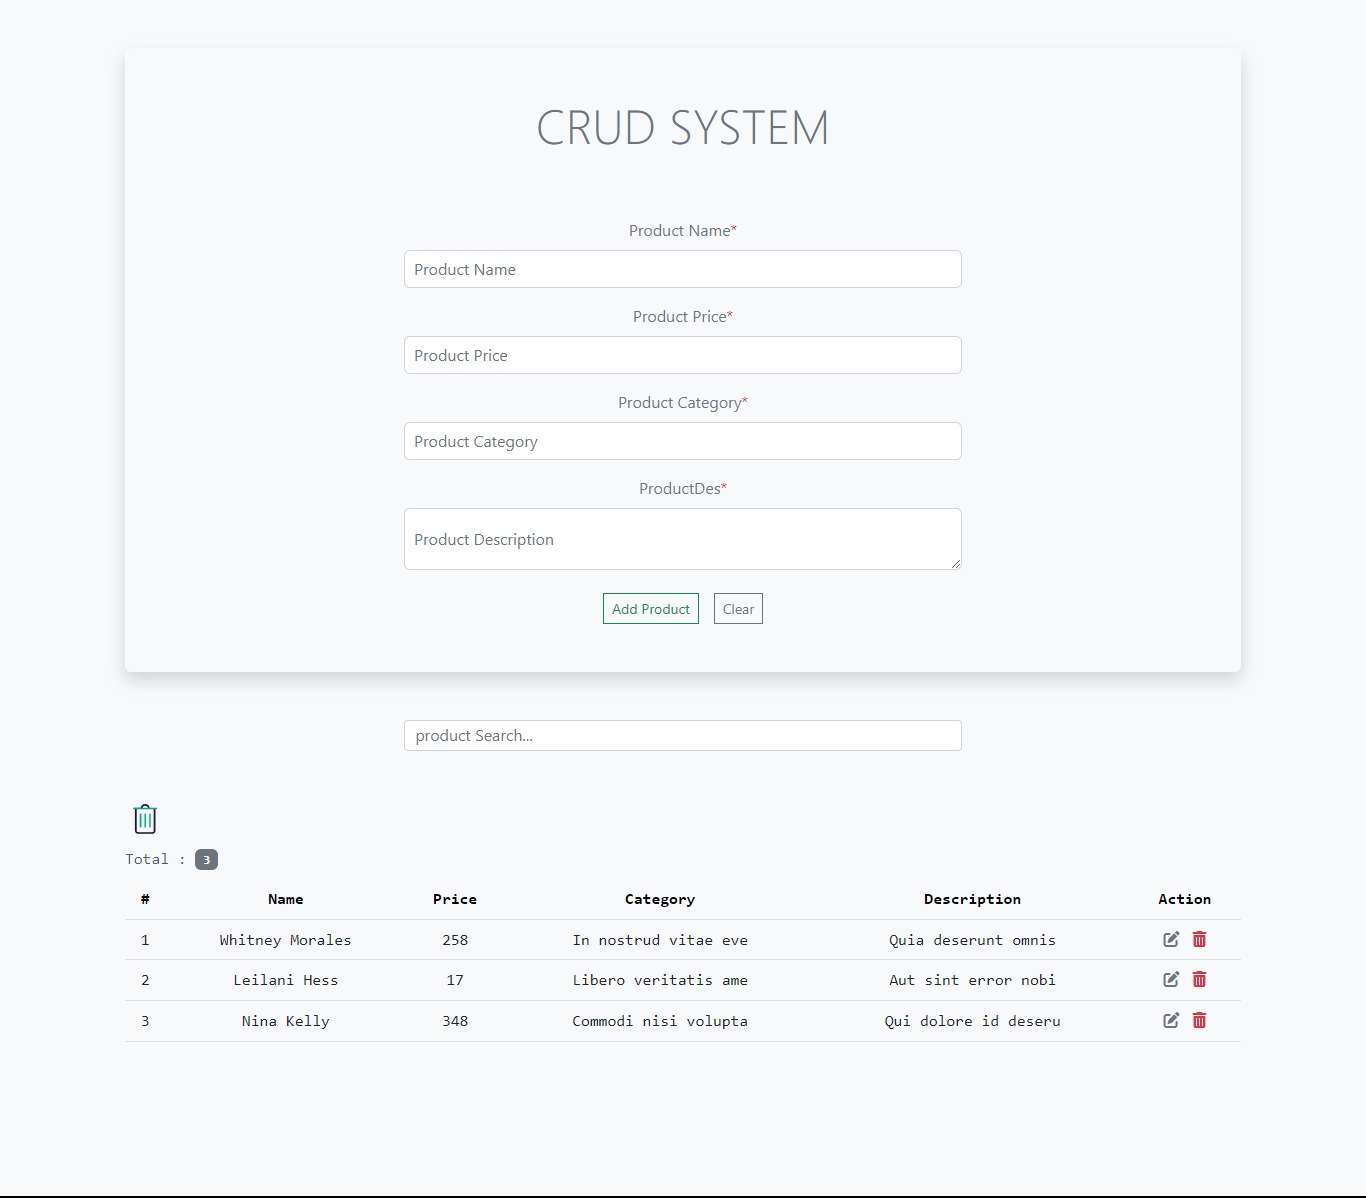 CRUD SYSTEM
Product Name*
Product Name
Product Price*
Product Price
Product Category*
Product Category
ProductDes*
Product Description
Add Product Clear
product Search...
Total : 3
# Name Price Category Description Action
1 Whitney Morales 258 In nostrud vitae eve Quia deserunt omnis
2 Leilani Hess 17 Libero veritatis ame Aut sint error nobi
3 Nina Kelly 348 Commodi nisi volupta Qui dolore id deseru